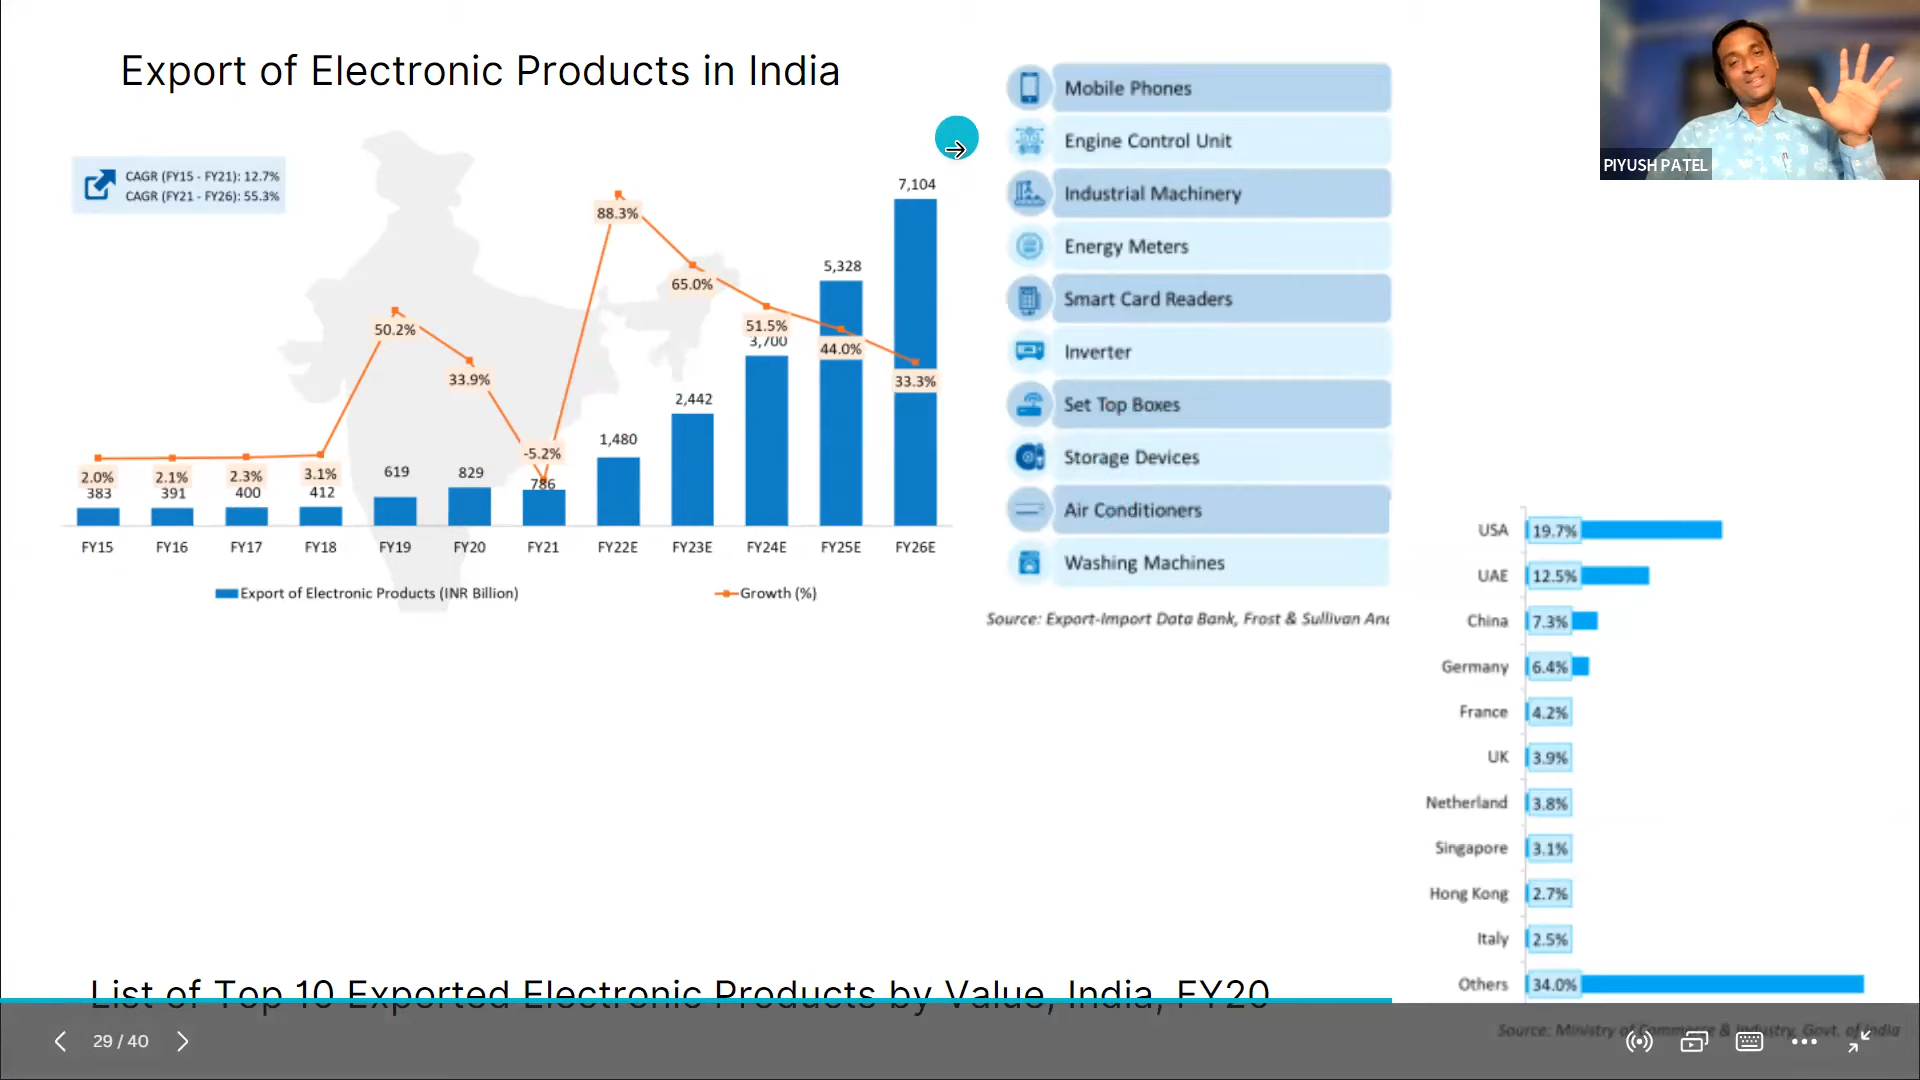 Export of Electronic Products in India
CAGR (FY15 - FY21): 12.7%
CAGR (FY21 - FY26): 55.3%
2.0%
2.1%
2.3%
3.1%
50.2%
33.9%
-5.2%
88.3%
65.0%
51.5%
44.0%
33.3%
383
391
400
412
619
829
786
1,480
2,442
3,700
5,328
7,104
FY15
FY16
FY17
FY18
FY19
FY20
FY21
FY22E
FY23E
FY24E
FY25E
FY26E
Export of Electronic Products (INR Billion)
Growth (%)
Mobile Phones
Engine Control Unit
Industrial Machinery
Energy Meters
Smart Card Readers
Inverter
Set Top Boxes
Storage Devices
Air Conditioners
Washing Machines
Source: Export-Import Data Bank, Frost & Sullivan
PIYUSH PATEL
USA 19.7%
UAE 12.5%
China 7.3%
Germany 6.4%
France 4.2%
UK 3.9%
Netherland 3.8%
Singapore 3.1%
Hong Kong 2.7%
Italy 2.5%
Others 34.0%
Source: Ministry of Commerce & Industry, Govt. of India
List of Top 10 Exported Electronic Products by Value, India, FY20
29 / 40